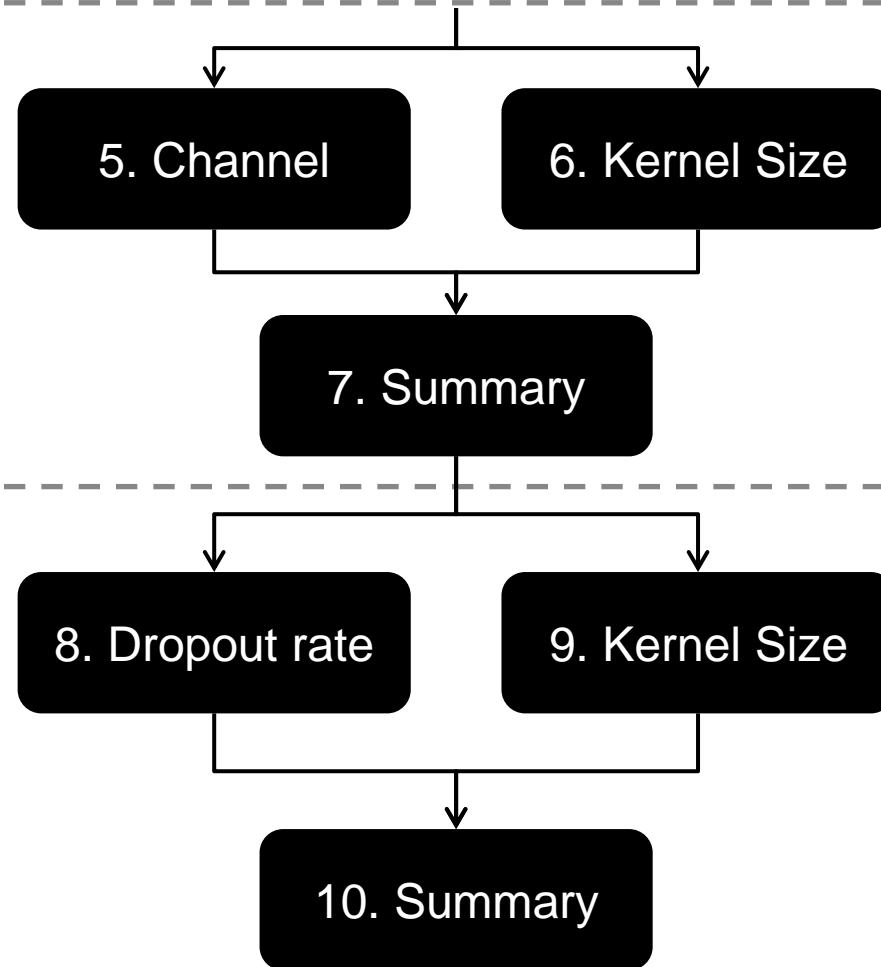 5. Channel
6. Kernel Size
7. Summary
8. Dropout rate
9. Kernel Size
10. Summary